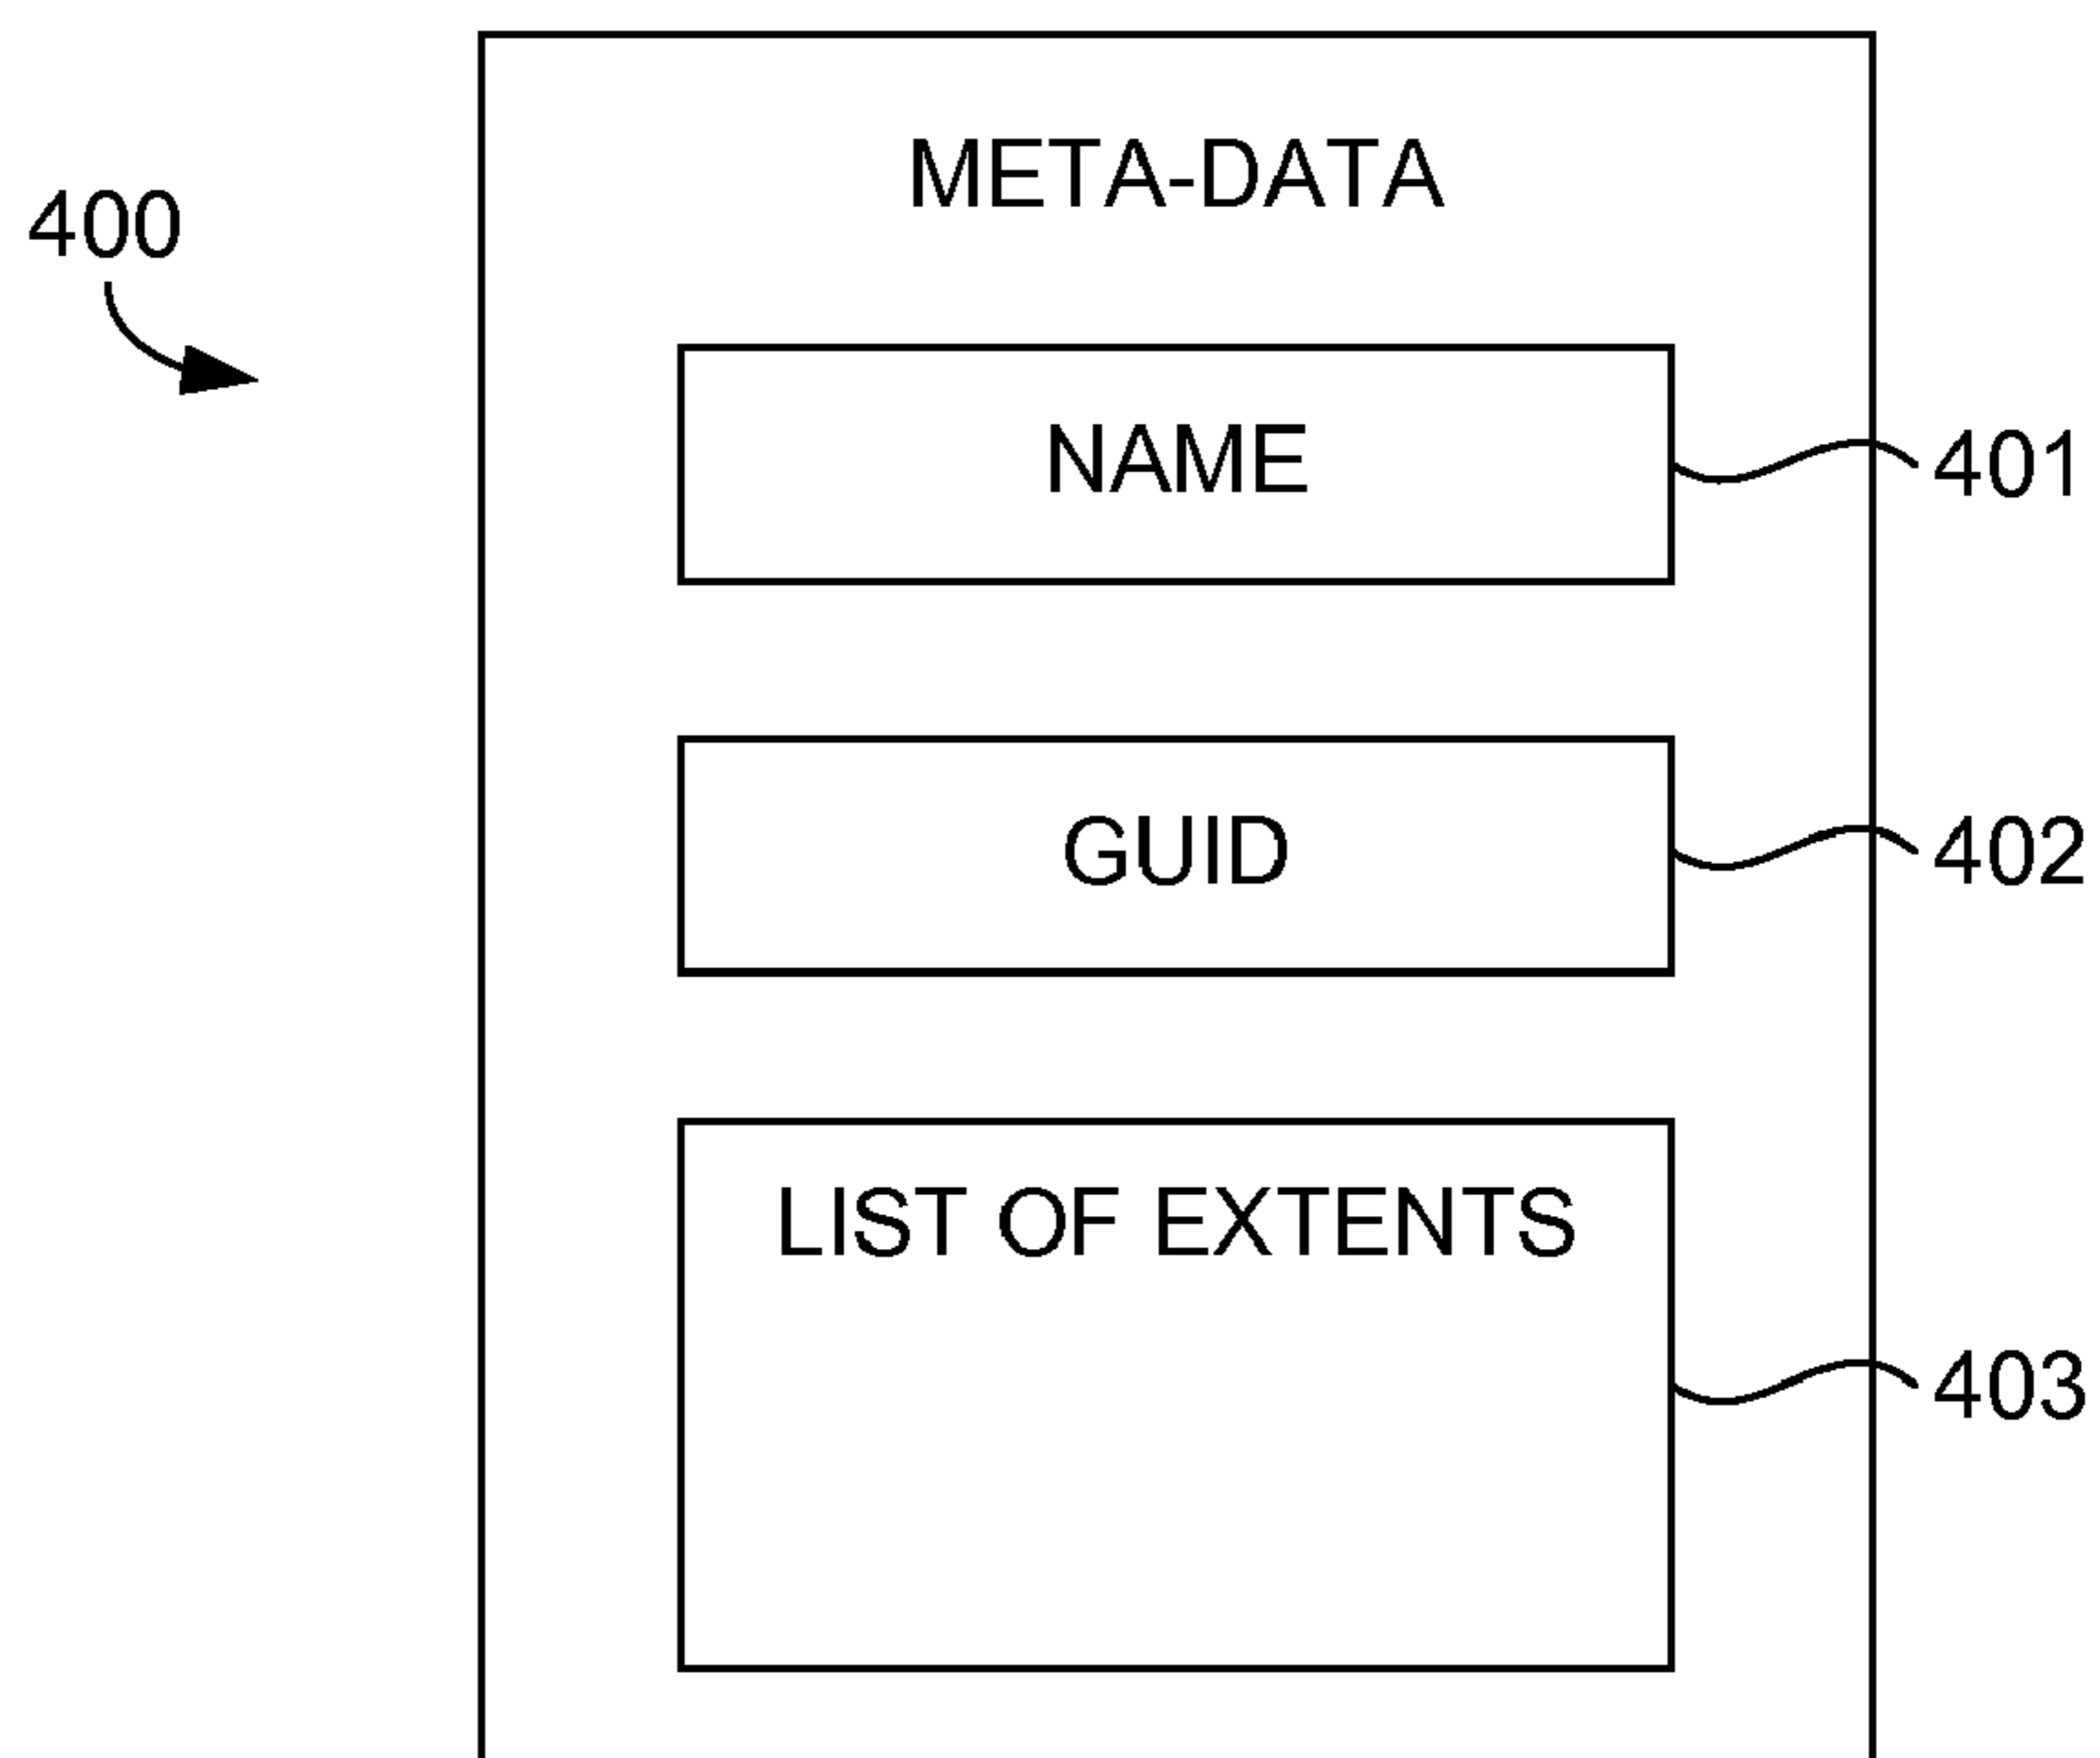 META-DATA
400
NAME
401
GUID
402
LIST OF EXTENTS
403